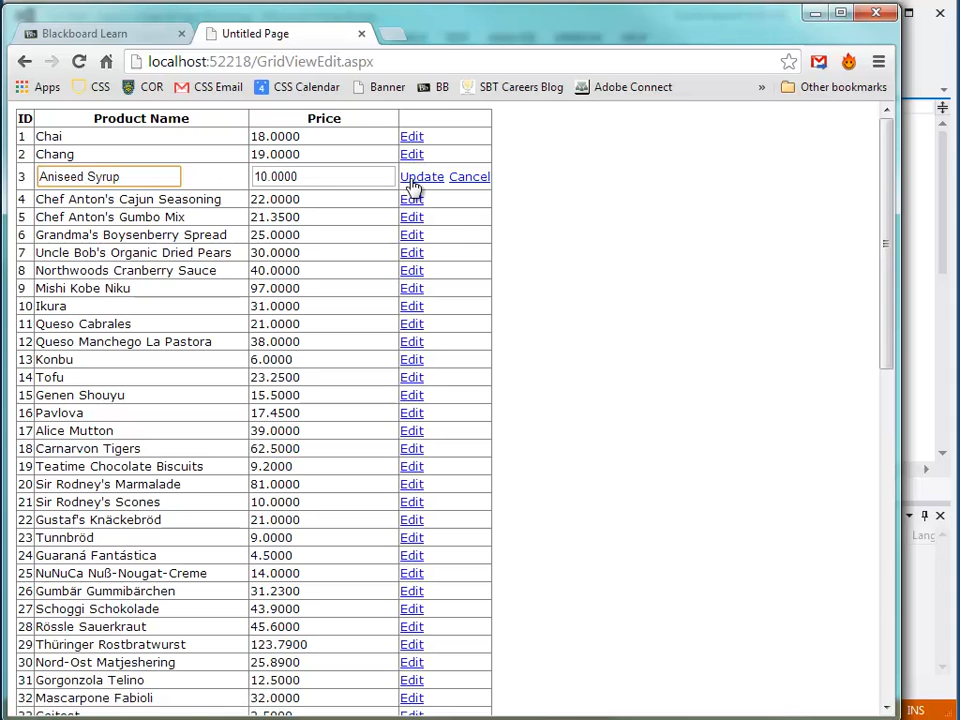 Blackboard Learn
Untitled Page
localhost:52218/GridViewEdit.aspx
Apps CSS COR CSS Email CSS Calendar Banner BB SBT Careers Blog Adobe Connect » Other bookmarks
ID Product Name Price
1 Chai 18.0000 Edit
2 Chang 19.0000 Edit
3 Aniseed Syrup 10.0000 Update Cancel
4 Chef Anton's Cajun Seasoning 22.0000 Edit
5 Chef Anton's Gumbo Mix 21.3500 Edit
6 Grandma's Boysenberry Spread 25.0000 Edit
7 Uncle Bob's Organic Dried Pears 30.0000 Edit
8 Northwoods Cranberry Sauce 40.0000 Edit
9 Mishi Kobe Niku 97.0000 Edit
10 Ikura 31.0000 Edit
11 Queso Cabrales 21.0000 Edit
12 Queso Manchego La Pastora 38.0000 Edit
13 Konbu 6.0000 Edit
14 Tofu 23.2500 Edit
15 Genen Shouyu 15.5000 Edit
16 Pavlova 17.4500 Edit
17 Alice Mutton 39.0000 Edit
18 Carnarvon Tigers 62.5000 Edit
19 Teatime Chocolate Biscuits 9.2000 Edit
20 Sir Rodney's Marmalade 81.0000 Edit
21 Sir Rodney's Scones 10.0000 Edit
22 Gustaf's Knäckebröd 21.0000 Edit
23 Tunnbröd 9.0000 Edit
24 Guaraná Fantástica 4.5000 Edit
25 NuNuCa Nuß-Nougat-Creme 14.0000 Edit
26 Gumbär Gummibärchen 31.2300 Edit
27 Schoggi Schokolade 43.9000 Edit
28 Rössle Sauerkraut 45.6000 Edit
29 Thüringer Rostbratwurst 123.7900 Edit
30 Nord-Ost Matjeshering 25.8900 Edit
31 Gorgonzola Telino 12.5000 Edit
32 Mascarpone Fabioli 32.0000 Edit
Lang
INS